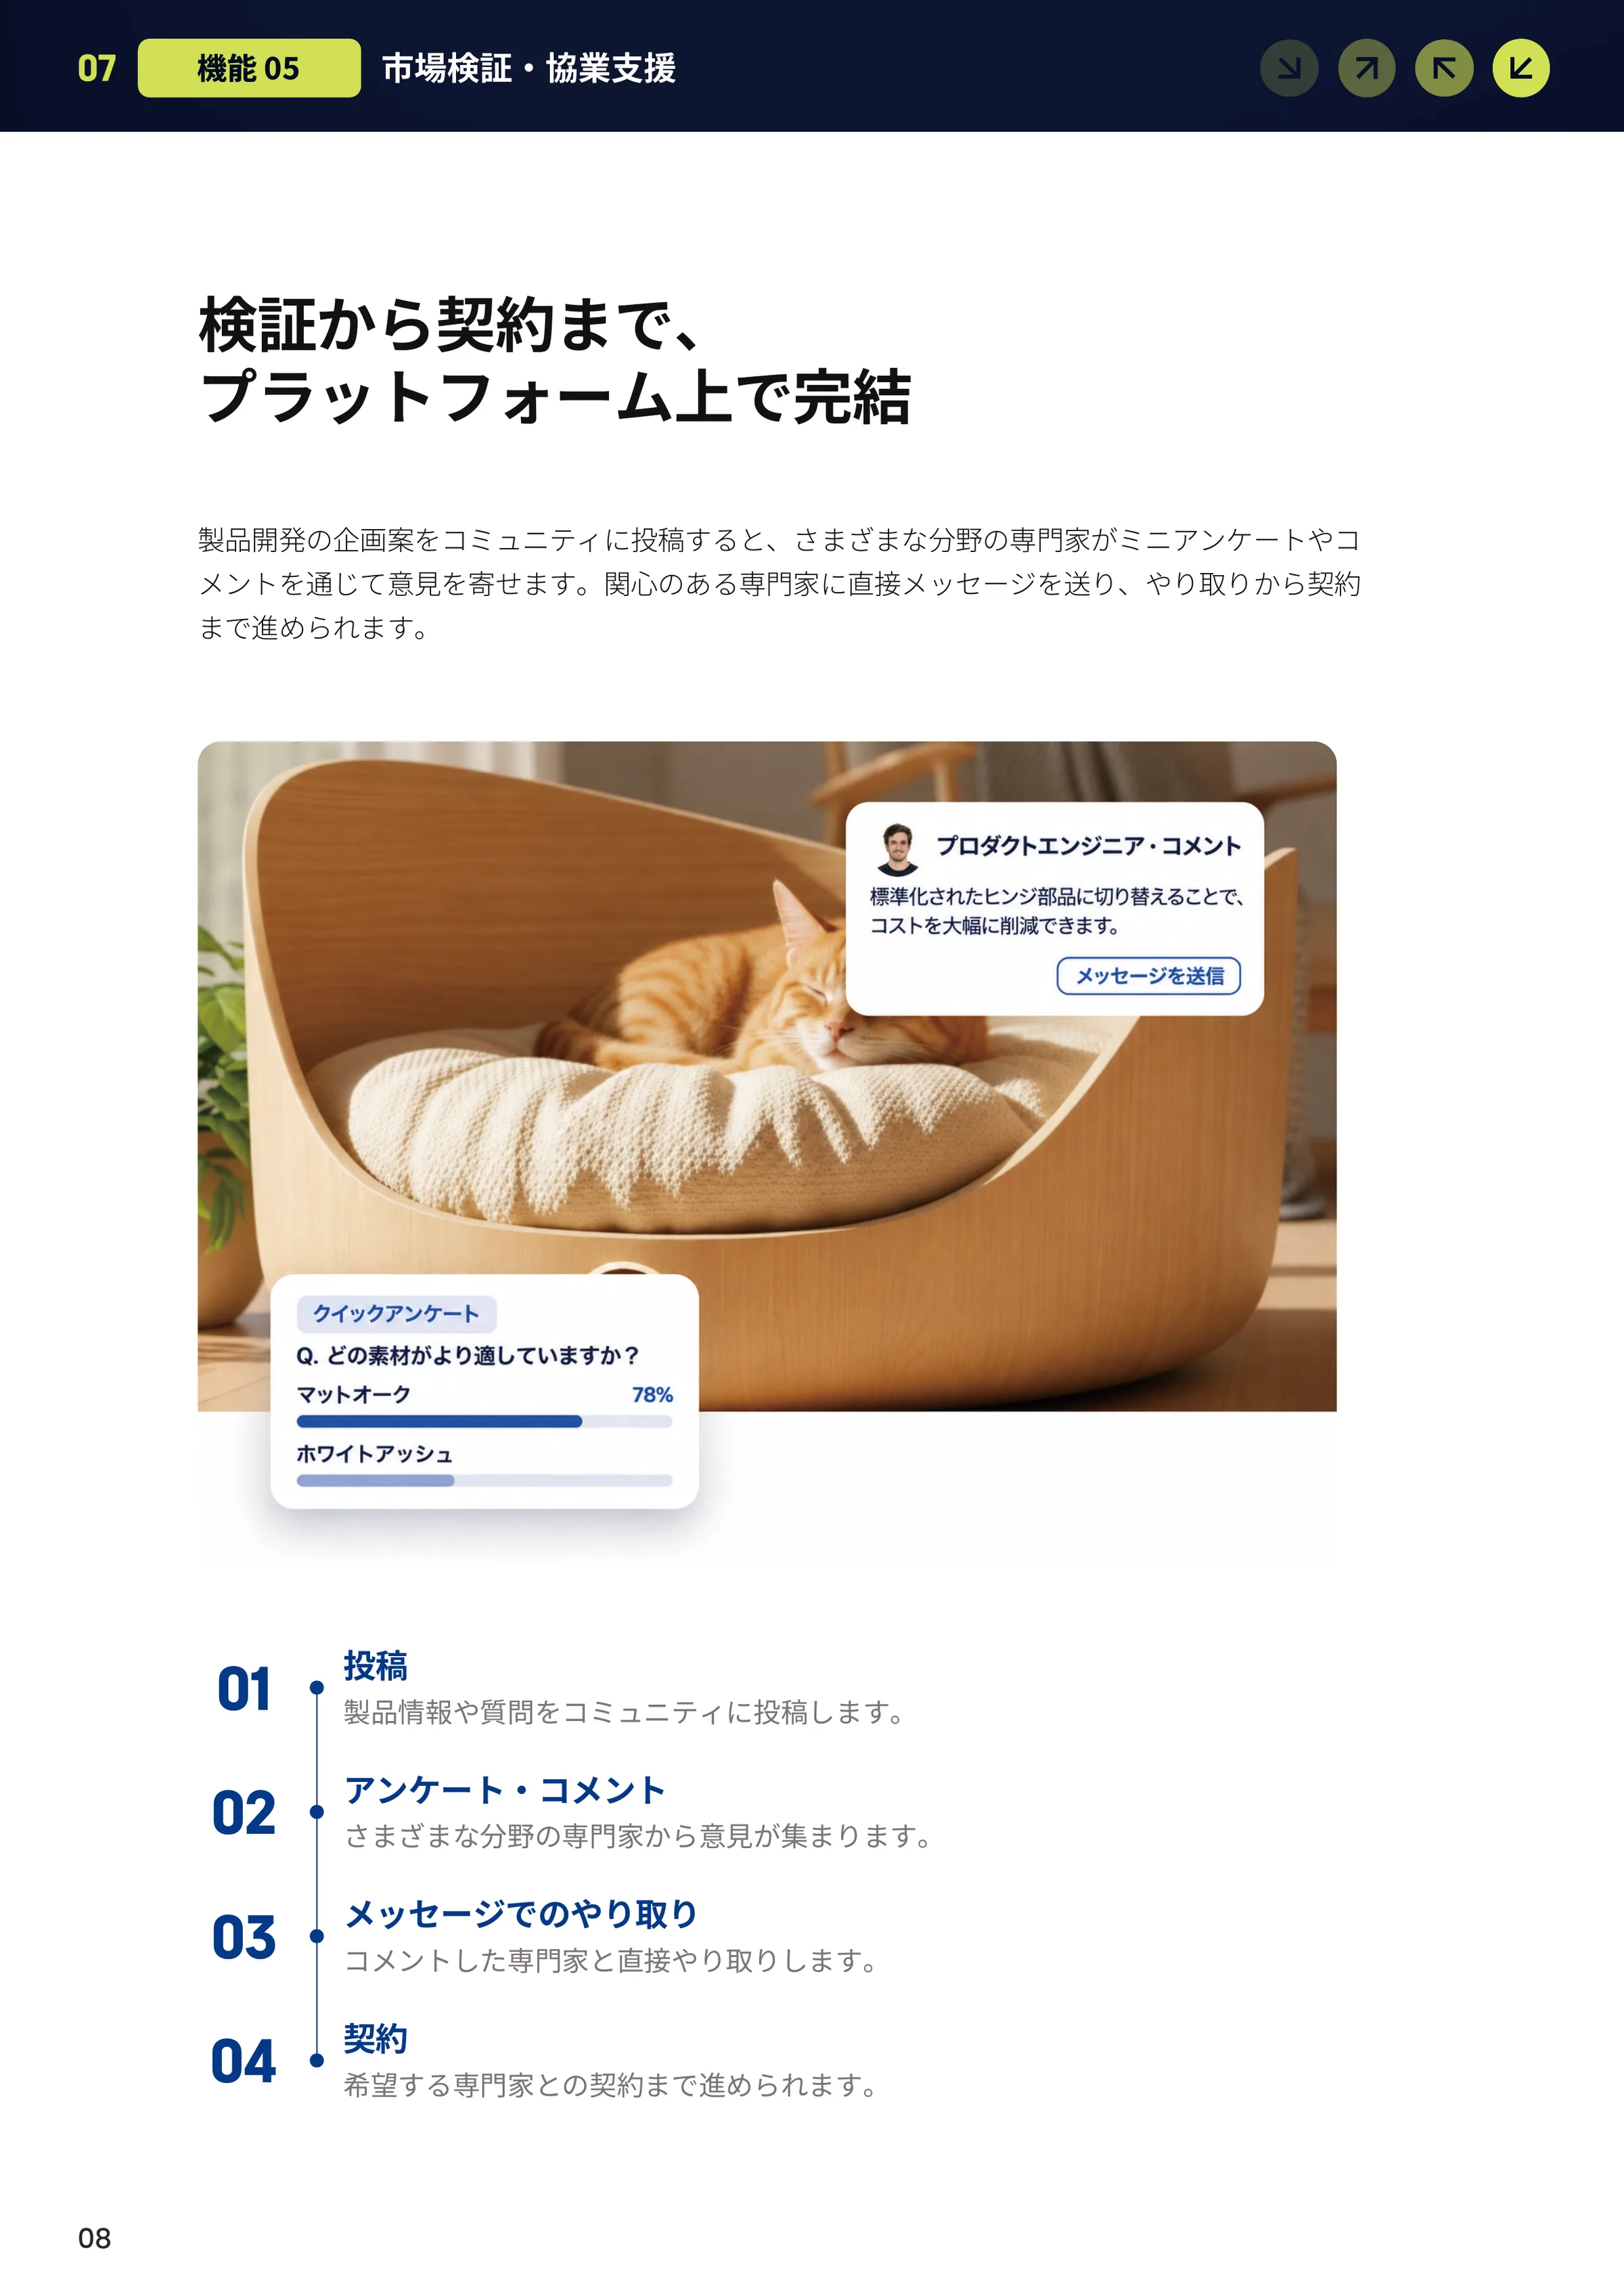 07 機能 05 市場検証・協業支援
検証から契約まで、
プラットフォーム上で完結
製品開発の企画案をコミュニティに投稿すると、さまざまな分野の専門家がミニアンケートやコ
メントを通じて意見を寄せます。関心のある専門家に直接メッセージを送り、やり取りから契約
まで進められます。
プロダクトエンジニア・コメント
標準化されたヒンジ部品に切り替えることで、
コストを大幅に削減できます。
メッセージを送信
クイックアンケート
Q. どの素材がより適していますか？
マットオーク 78%
ホワイトアッシュ
01 投稿
製品情報や質問をコミュニティに投稿します。
02 アンケート・コメント
さまざまな分野の専門家から意見が集まります。
03 メッセージでのやり取り
コメントした専門家と直接やり取りします。
04 契約
希望する専門家との契約まで進められます。
08